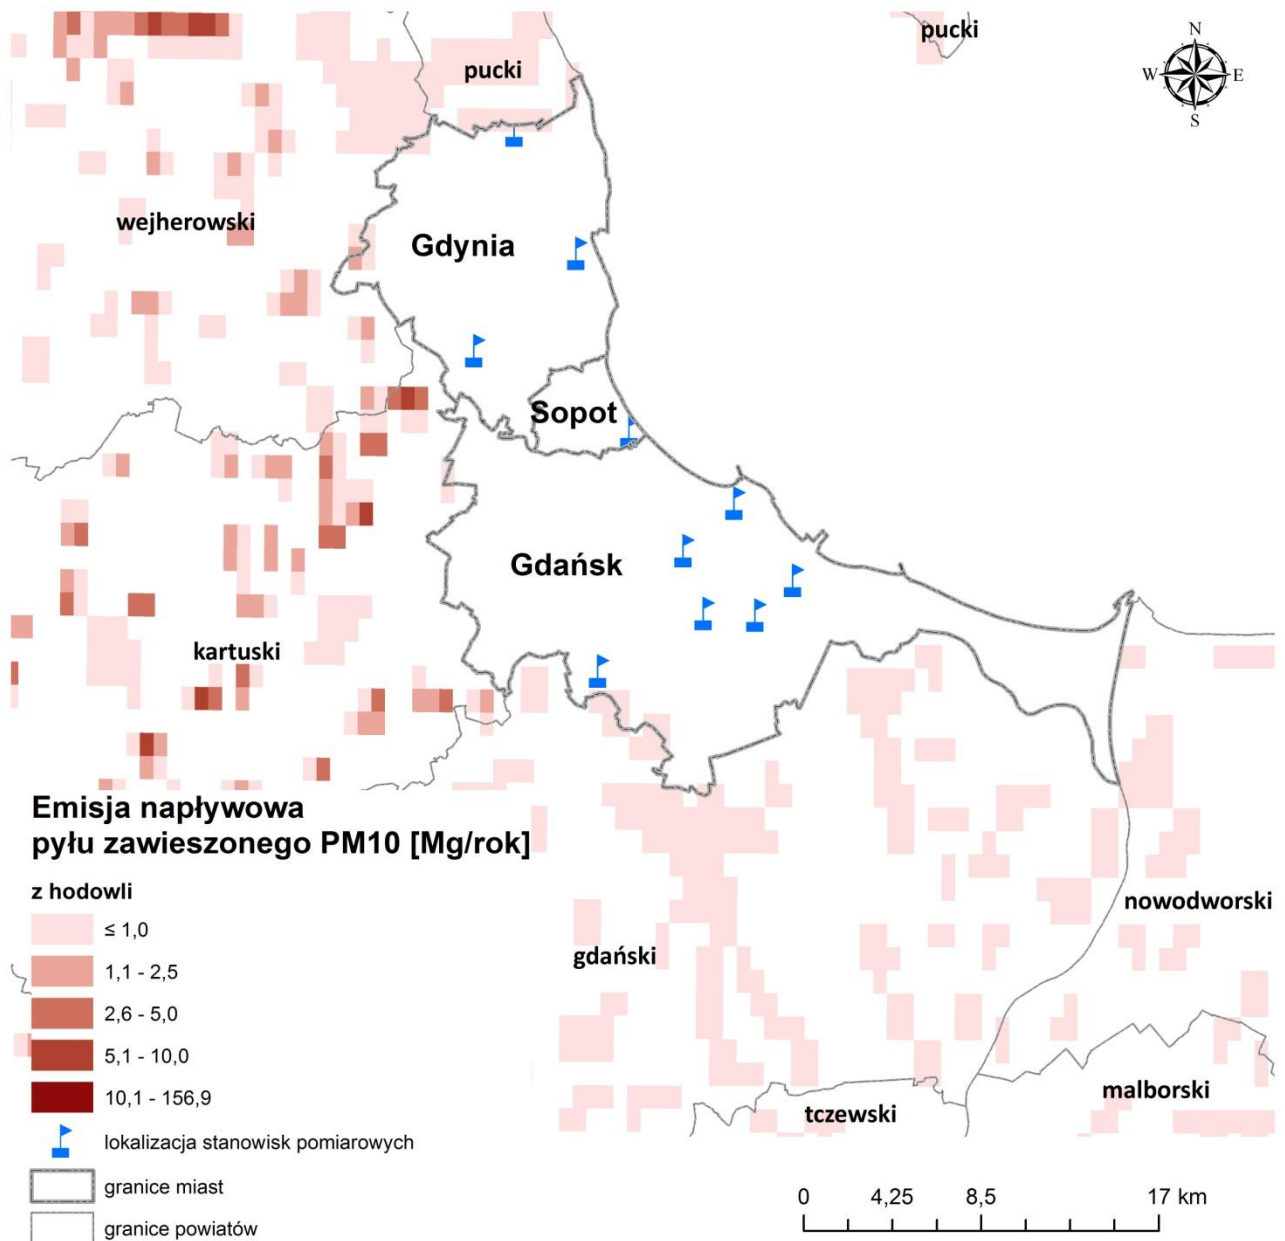 pucki
pucki
N
W E
S
wejherowski
Gdynia
Sopot
Gdańsk
kartuski
Emisja napływowa
pyłu zawieszonego PM10 [Mg/rok]
z hodowli
≤ 1,0
1,1 - 2,5
2,6 - 5,0
5,1 - 10,0
10,1 - 156,9
lokalizacja stanowisk pomiarowych
granice miast
granice powiatów
nowodworski
gdański
malborski
tczewski
0 4,25 8,5 17 km